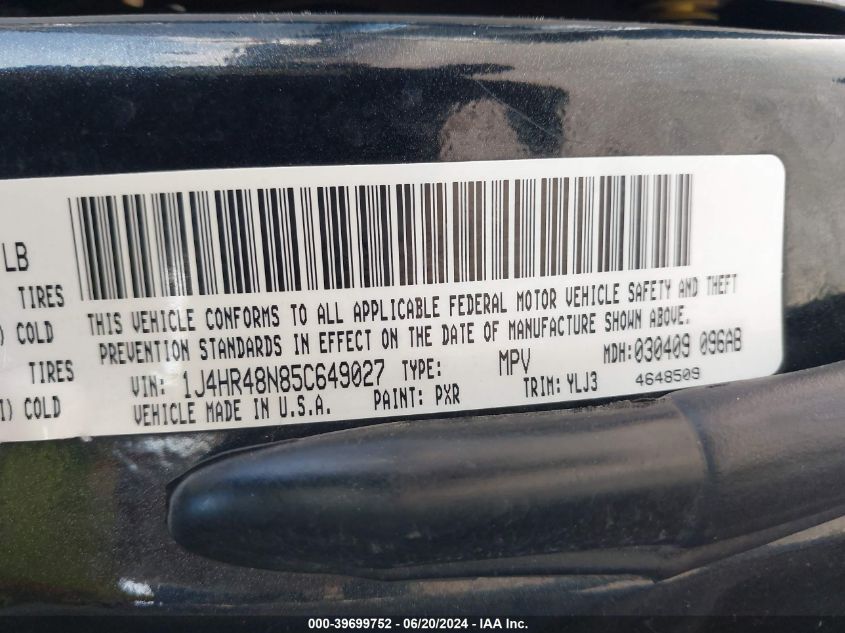 LB
TIRES
) COLD
TIRES
I) COLD
THIS VEHICLE CONFORMS TO ALL APPLICABLE FEDERAL MOTOR VEHICLE SAFETY AND THEFT
PREVENTION STANDARDS IN EFFECT ON THE DATE OF MANUFACTURE SHOWN ABOVE.
VIN: 1J4HR48N85C649027 TYPE: MPV MDH:030409 096AB
VEHICLE MADE IN U.S.A. PAINT: PXR TRIM: YLJ3 4648509
000-39699752 - 06/20/2024 - IAA Inc.